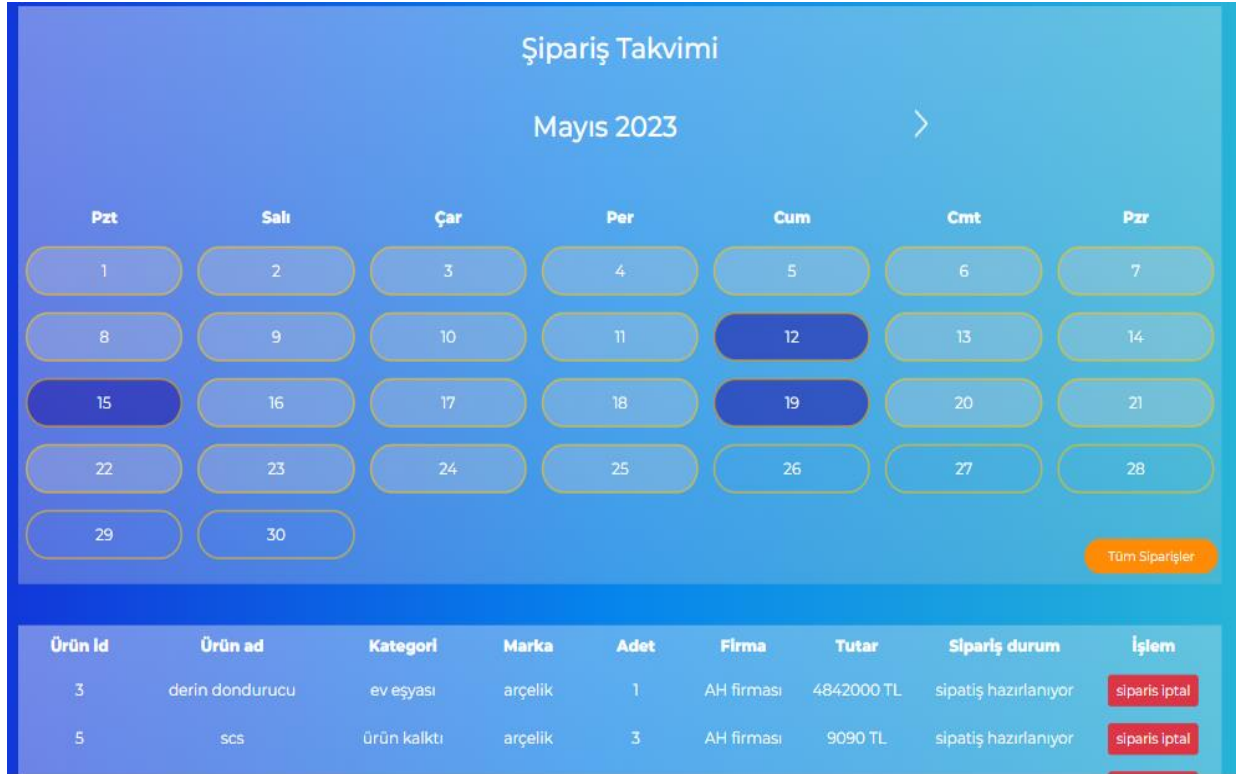 Şipariş Takvimi
Mayıs 2023
Pzt Salı Çar Per Cum Cmt Pzr
1 2 3 4 5 6 7
8 9 10 11 12 13 14
15 16 17 18 19 20 21
22 23 24 25 26 27 28
29 30
Tüm Siparişler
Ürün id Ürün ad Kategori Marka Adet Firma Tutar Sipariş durum İşlem
3 derin dondurucu ev eşyası arçelik 1 AH firması 4842000 TL sipatiş hazırlanıyor siparis iptal
5 scs ürün kalktı arçelik 3 AH firması 9090 TL sipatiş hazırlanıyor siparis iptal